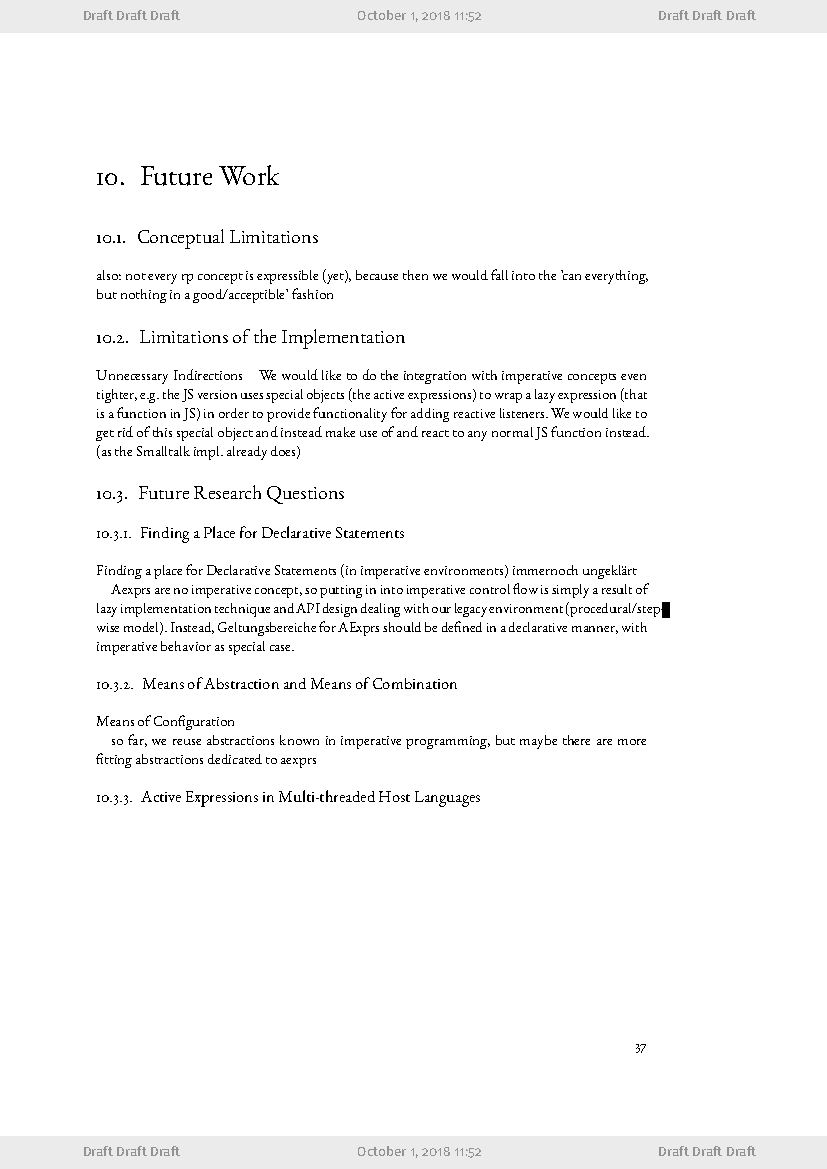 Draft Draft Draft October 1, 2018 11:52 Draft Draft Draft
10. Future Work
10.1. Conceptual Limitations
also: not every rp concept is expressible (yet), because then we would fall into the 'can everything,
but nothing in a good/acceptible' fashion
10.2. Limitations of the Implementation
Unnecessary Indirections We would like to do the integration with imperative concepts even
tighter, e.g. the JS version uses special objects (the active expressions) to wrap a lazy expression (that
is a function in JS) in order to provide functionality for adding reactive listeners. We would like to
get rid of this special object and instead make use of and react to any normal JS function instead.
(as the Smalltalk impl. already does)
10.3. Future Research Questions
10.3.1. Finding a Place for Declarative Statements
Finding a place for Declarative Statements (in imperative environments) immernoch ungeklärt
Aexprs are no imperative concept, so putting in into imperative control flow is simply a result of
lazy implementation technique and API design dealing with our legacy environment (procedural/step-
wise model). Instead, Geltungsbereiche for AExprs should be defined in a declarative manner, with
imperative behavior as special case.
10.3.2. Means of Abstraction and Means of Combination
Means of Configuration
so far, we reuse abstractions known in imperative programming, but maybe there are more
fitting abstractions dedicated to aexprs
10.3.3. Active Expressions in Multi-threaded Host Languages
37
Draft Draft Draft October 1, 2018 11:52 Draft Draft Draft